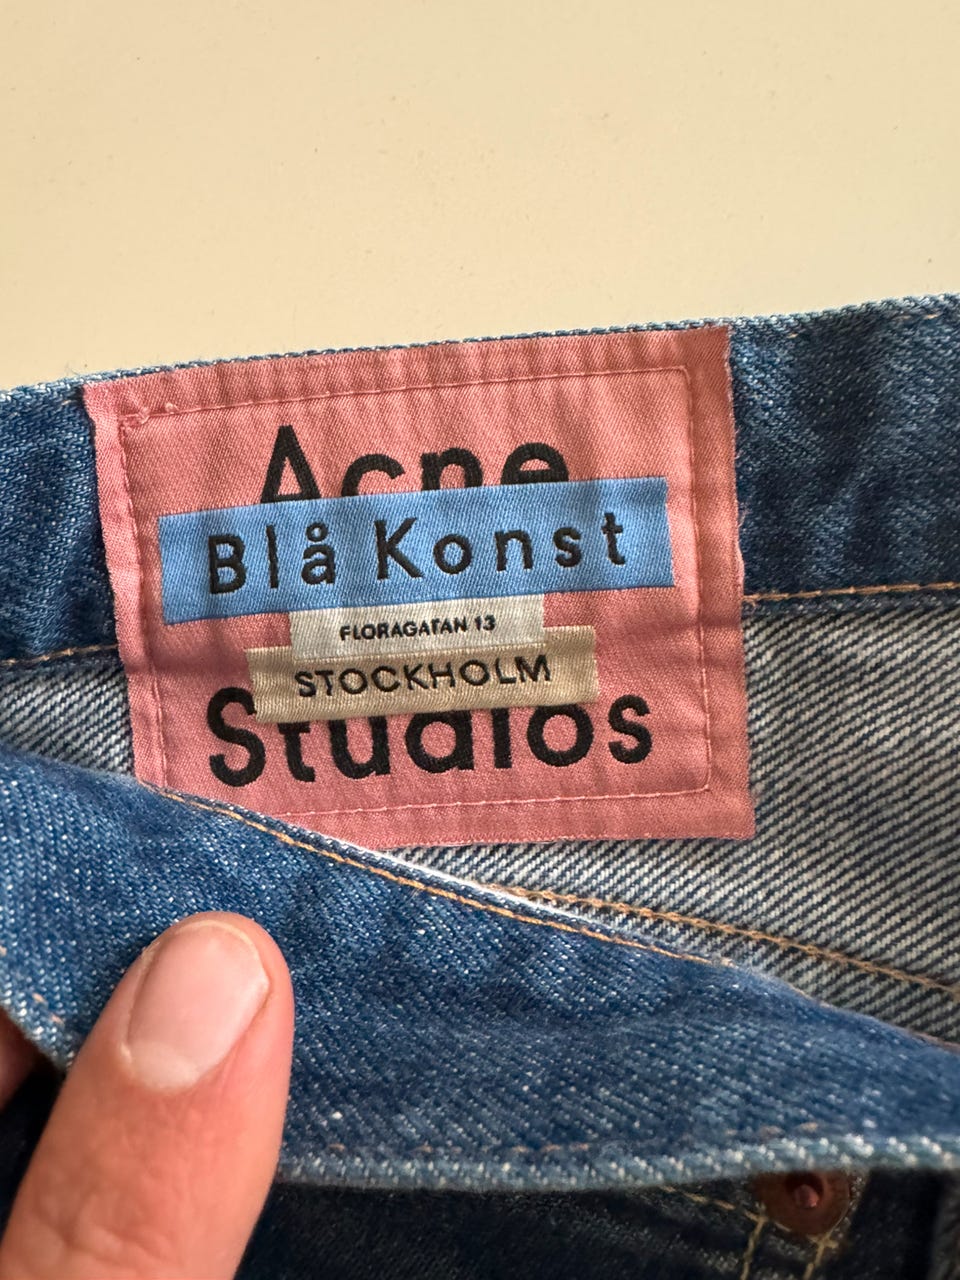 Acne
Blå Konst
FLORAGATAN 13
STOCKHOLM
Studios